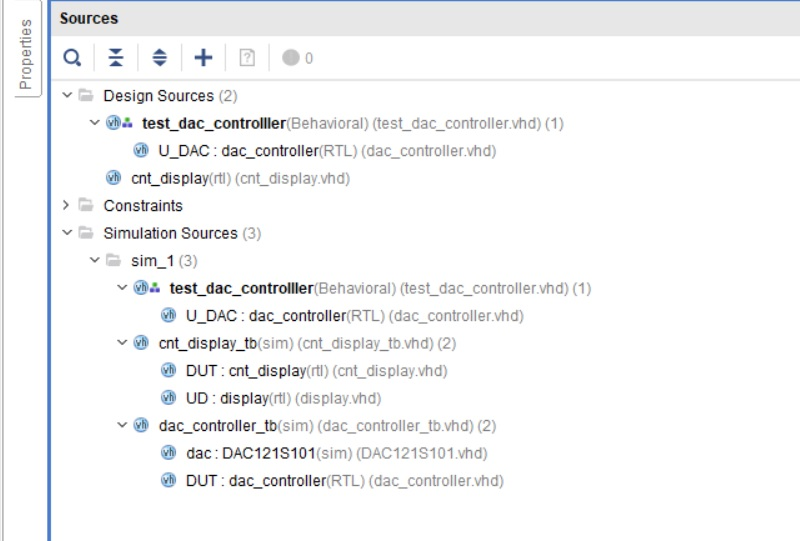 Properties
Sources
0
Design Sources (2)
test_dac_controlller(Behavioral) (test_dac_controller.vhd) (1)
U_DAC : dac_controller(RTL) (dac_controller.vhd)
cnt_display(rtl) (cnt_display.vhd)
Constraints
Simulation Sources (3)
sim_1 (3)
test_dac_controlller(Behavioral) (test_dac_controller.vhd) (1)
U_DAC : dac_controller(RTL) (dac_controller.vhd)
cnt_display_tb(sim) (cnt_display_tb.vhd) (2)
DUT : cnt_display(rtl) (cnt_display.vhd)
UD : display(rtl) (display.vhd)
dac_controller_tb(sim) (dac_controller_tb.vhd) (2)
dac : DAC121S101(sim) (DAC121S101.vhd)
DUT : dac_controller(RTL) (dac_controller.vhd)